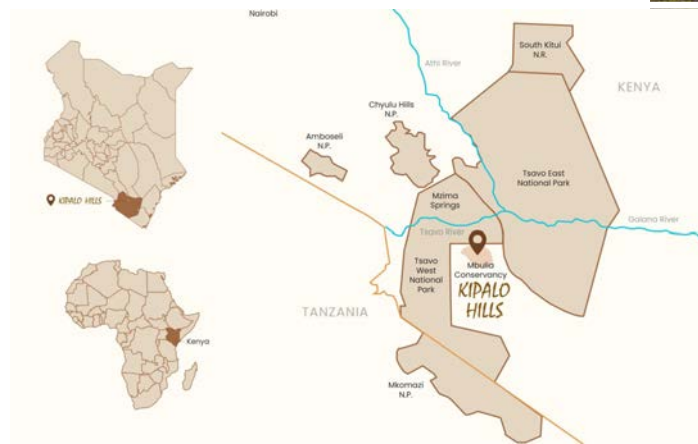 Nairobi
South Kitui
N.R.
Athi River
KENYA
Chyulu Hills
N.P.
Amboseli
N.P.
Tsavo East
National Park
Mzima
Springs
Galana River
Tsavo River
KIPALO HILLS
Mbulia
Conservancy
Tsavo
West
National
Park
KIPALO
HILLS
TANZANIA
Kenya
Mkomazi
N.P.